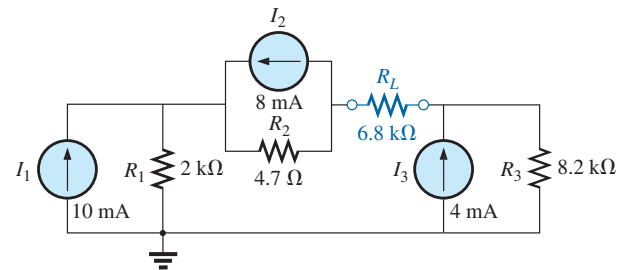 I2
8 mA
R2
4.7 Ω
RL
6.8 kΩ
I1
10 mA
R1
2 kΩ
I3
4 mA
R3
8.2 kΩ